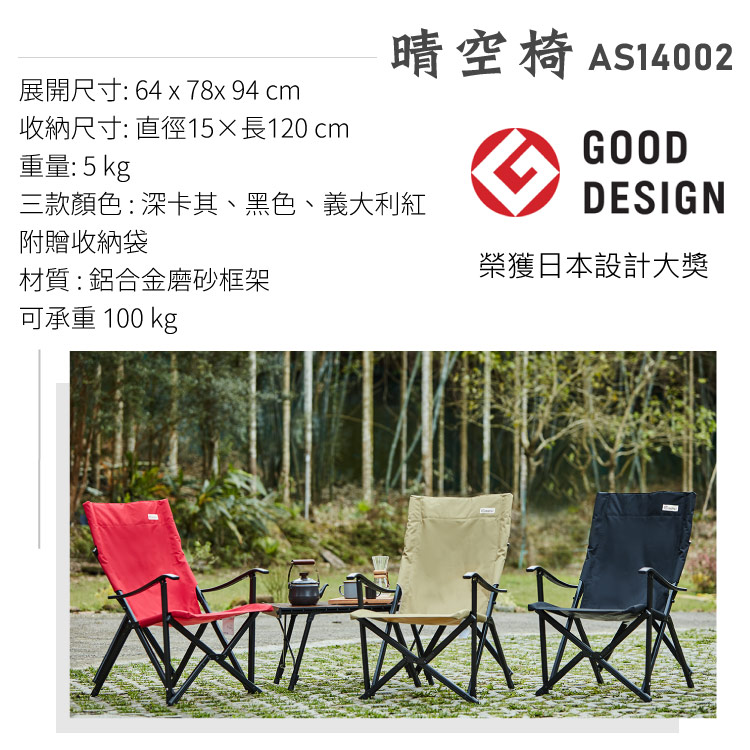 晴空椅 AS14002
展開尺寸: 64 x 78x 94 cm
收納尺寸: 直徑15×長120 cm
重量: 5 kg
三款顏色 : 深卡其、黑色、義大利紅
附贈收納袋
材質 : 鋁合金磨砂框架
可承重 100 kg
GOOD
DESIGN
榮獲日本設計大獎